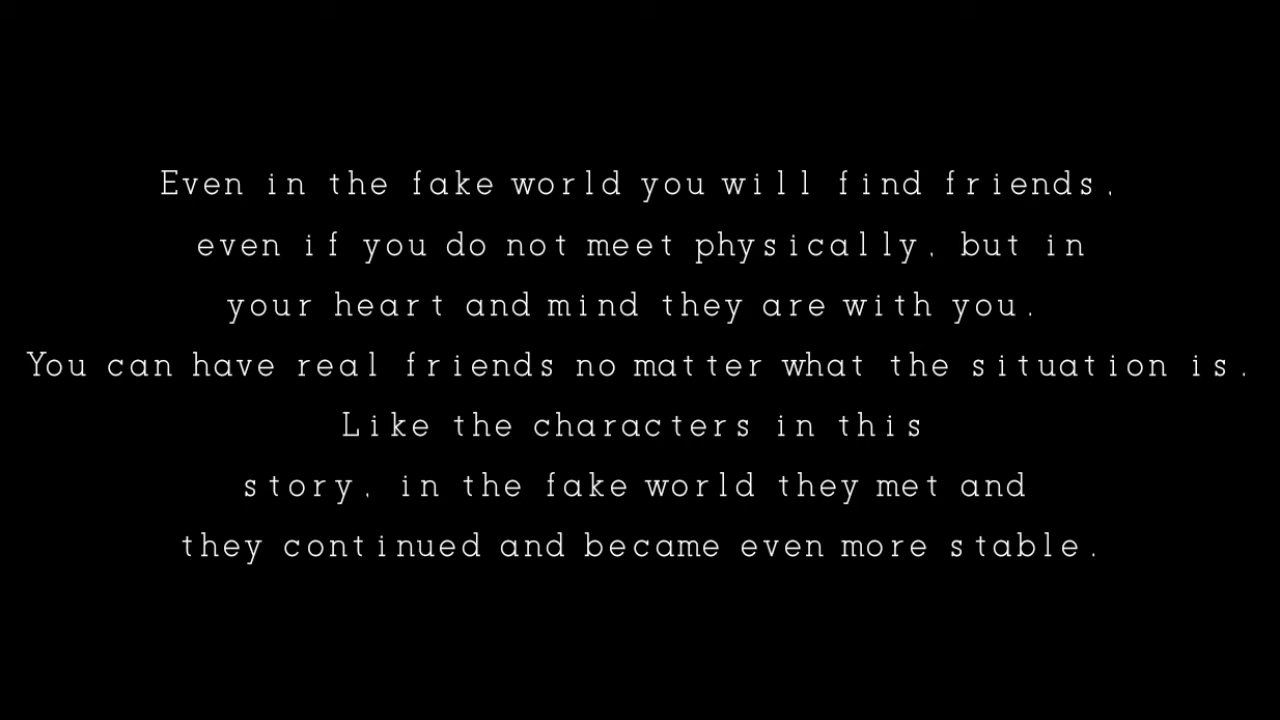 Even in the fake world you will find friends,
even if you do not meet physically, but in
your heart and mind they are with you.
You can have real friends no matter what the situation is.
Like the characters in this
story, in the fake world they met and
they continued and became even more stable.